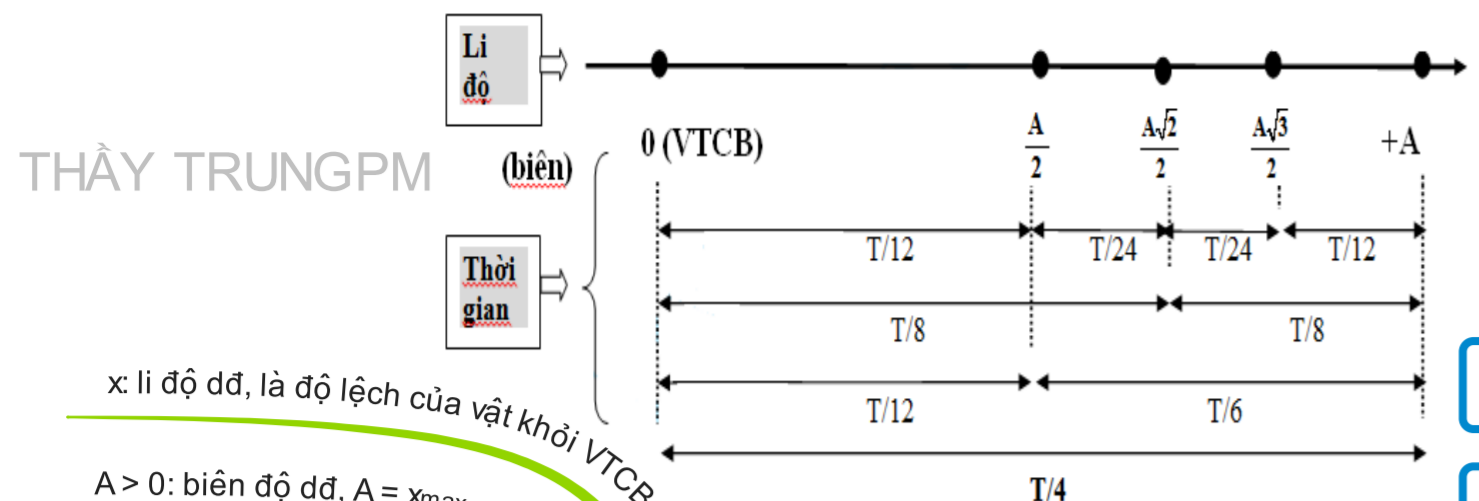 Li
độ
0 (VTCB)
A/2
A√2/2
A√3/2
+A
THẦY TRUNGPM
(biên)
Thời
gian
T/12
T/24
T/24
T/12
T/8
T/8
T/12
T/6
T/4
x: li độ dđ, là độ lệch của vật khỏi VTCB
A > 0: biên độ dđ, A = xmax